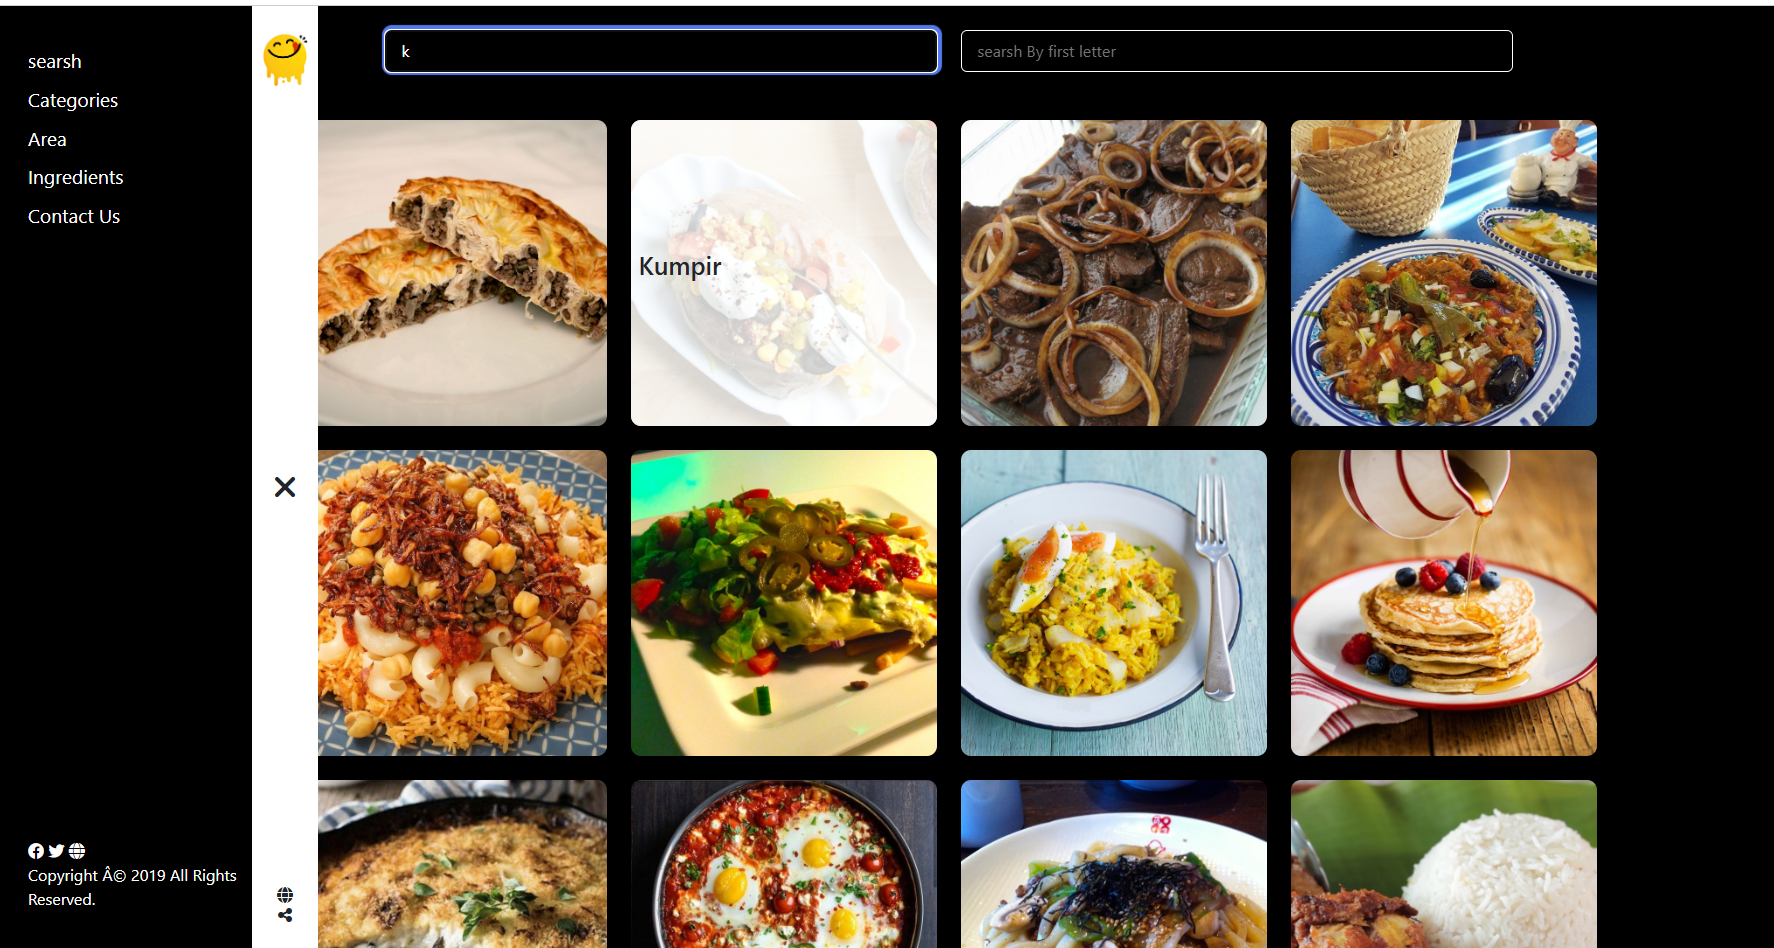 searsh
Categories
Area
Ingredients
Contact Us
Copyright Â© 2019 All Rights
Reserved.
k
searsh By first letter
Kumpir